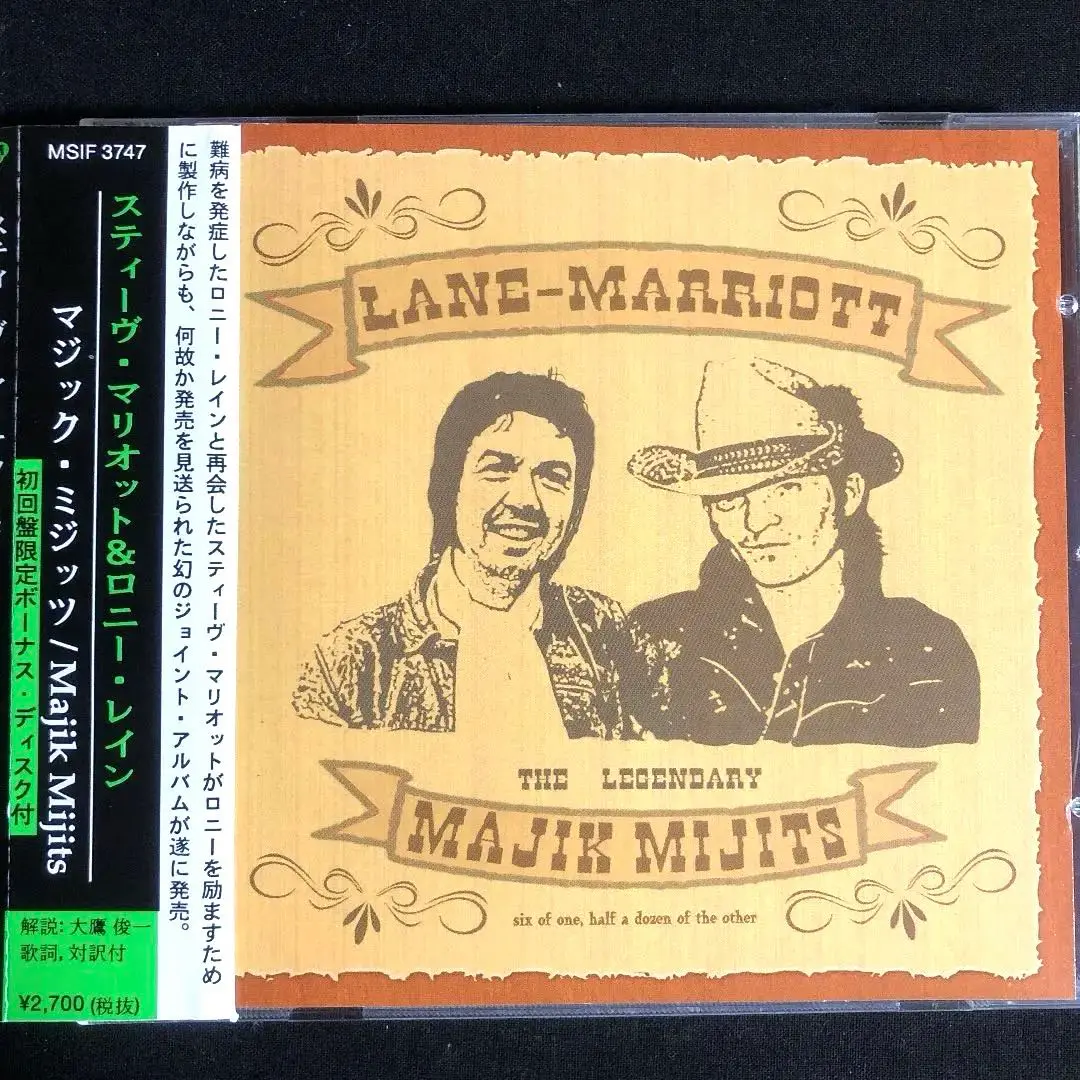 MSIF 3747
スティーヴ・マリオット&ロニー・レイン
マジック・ミジッツ/Majik Mijits
初回盤限定ボーナス・ディスク付
解説: 大鷹 俊一
歌詞, 対訳付
¥2,700 (税抜)
難病を発症したロニー・レインと再会したスティーヴ・マリオットがロニーを励ますため
に製作しながらも、何故か発売を見送られた幻のジョイント・アルバムが遂に発売。
LANE-MARRIOTT
THE LEGENDARY
MAJIK MIJITS
six of one, half a dozen of the other